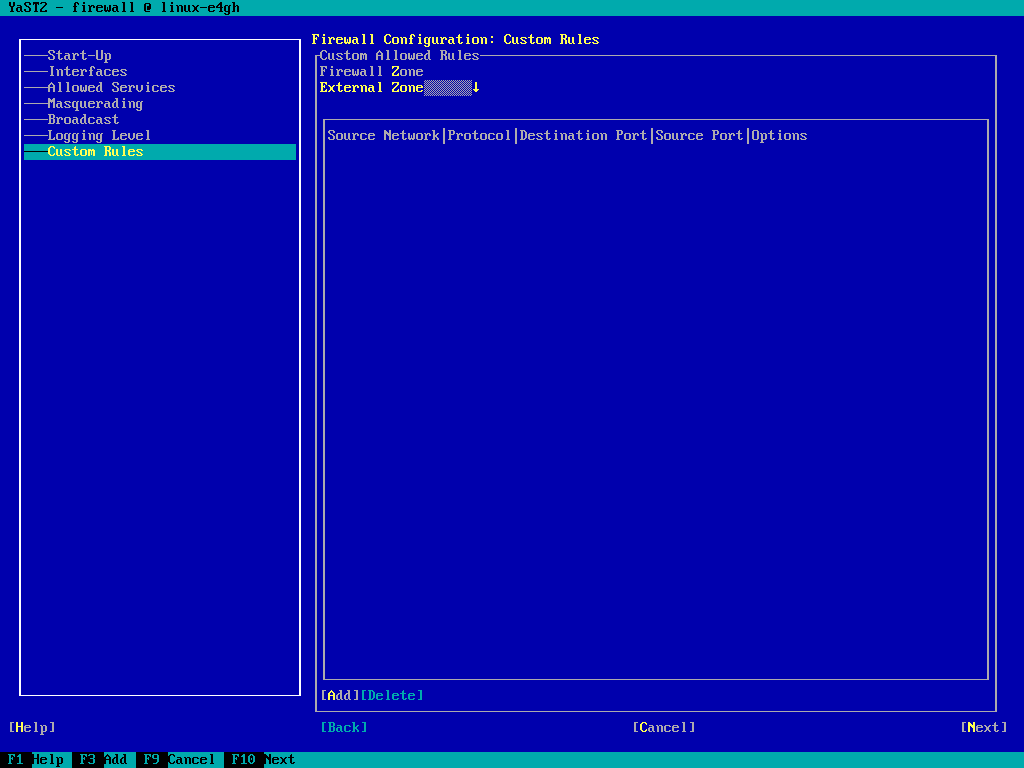 YaST2 - firewall @ linux-e4gh
Start-Up
Interfaces
Allowed Services
Masquerading
Broadcast
Logging Level
Custom Rules
Firewall Configuration: Custom Rules
Custom Allowed Rules
Firewall Zone
External Zone↓
Source Network|Protocol|Destination Port|Source Port|Options
[Add][Delete]
[Help] [Back] [Cancel] [Next]
F1 Help F3 Add F9 Cancel F10 Next